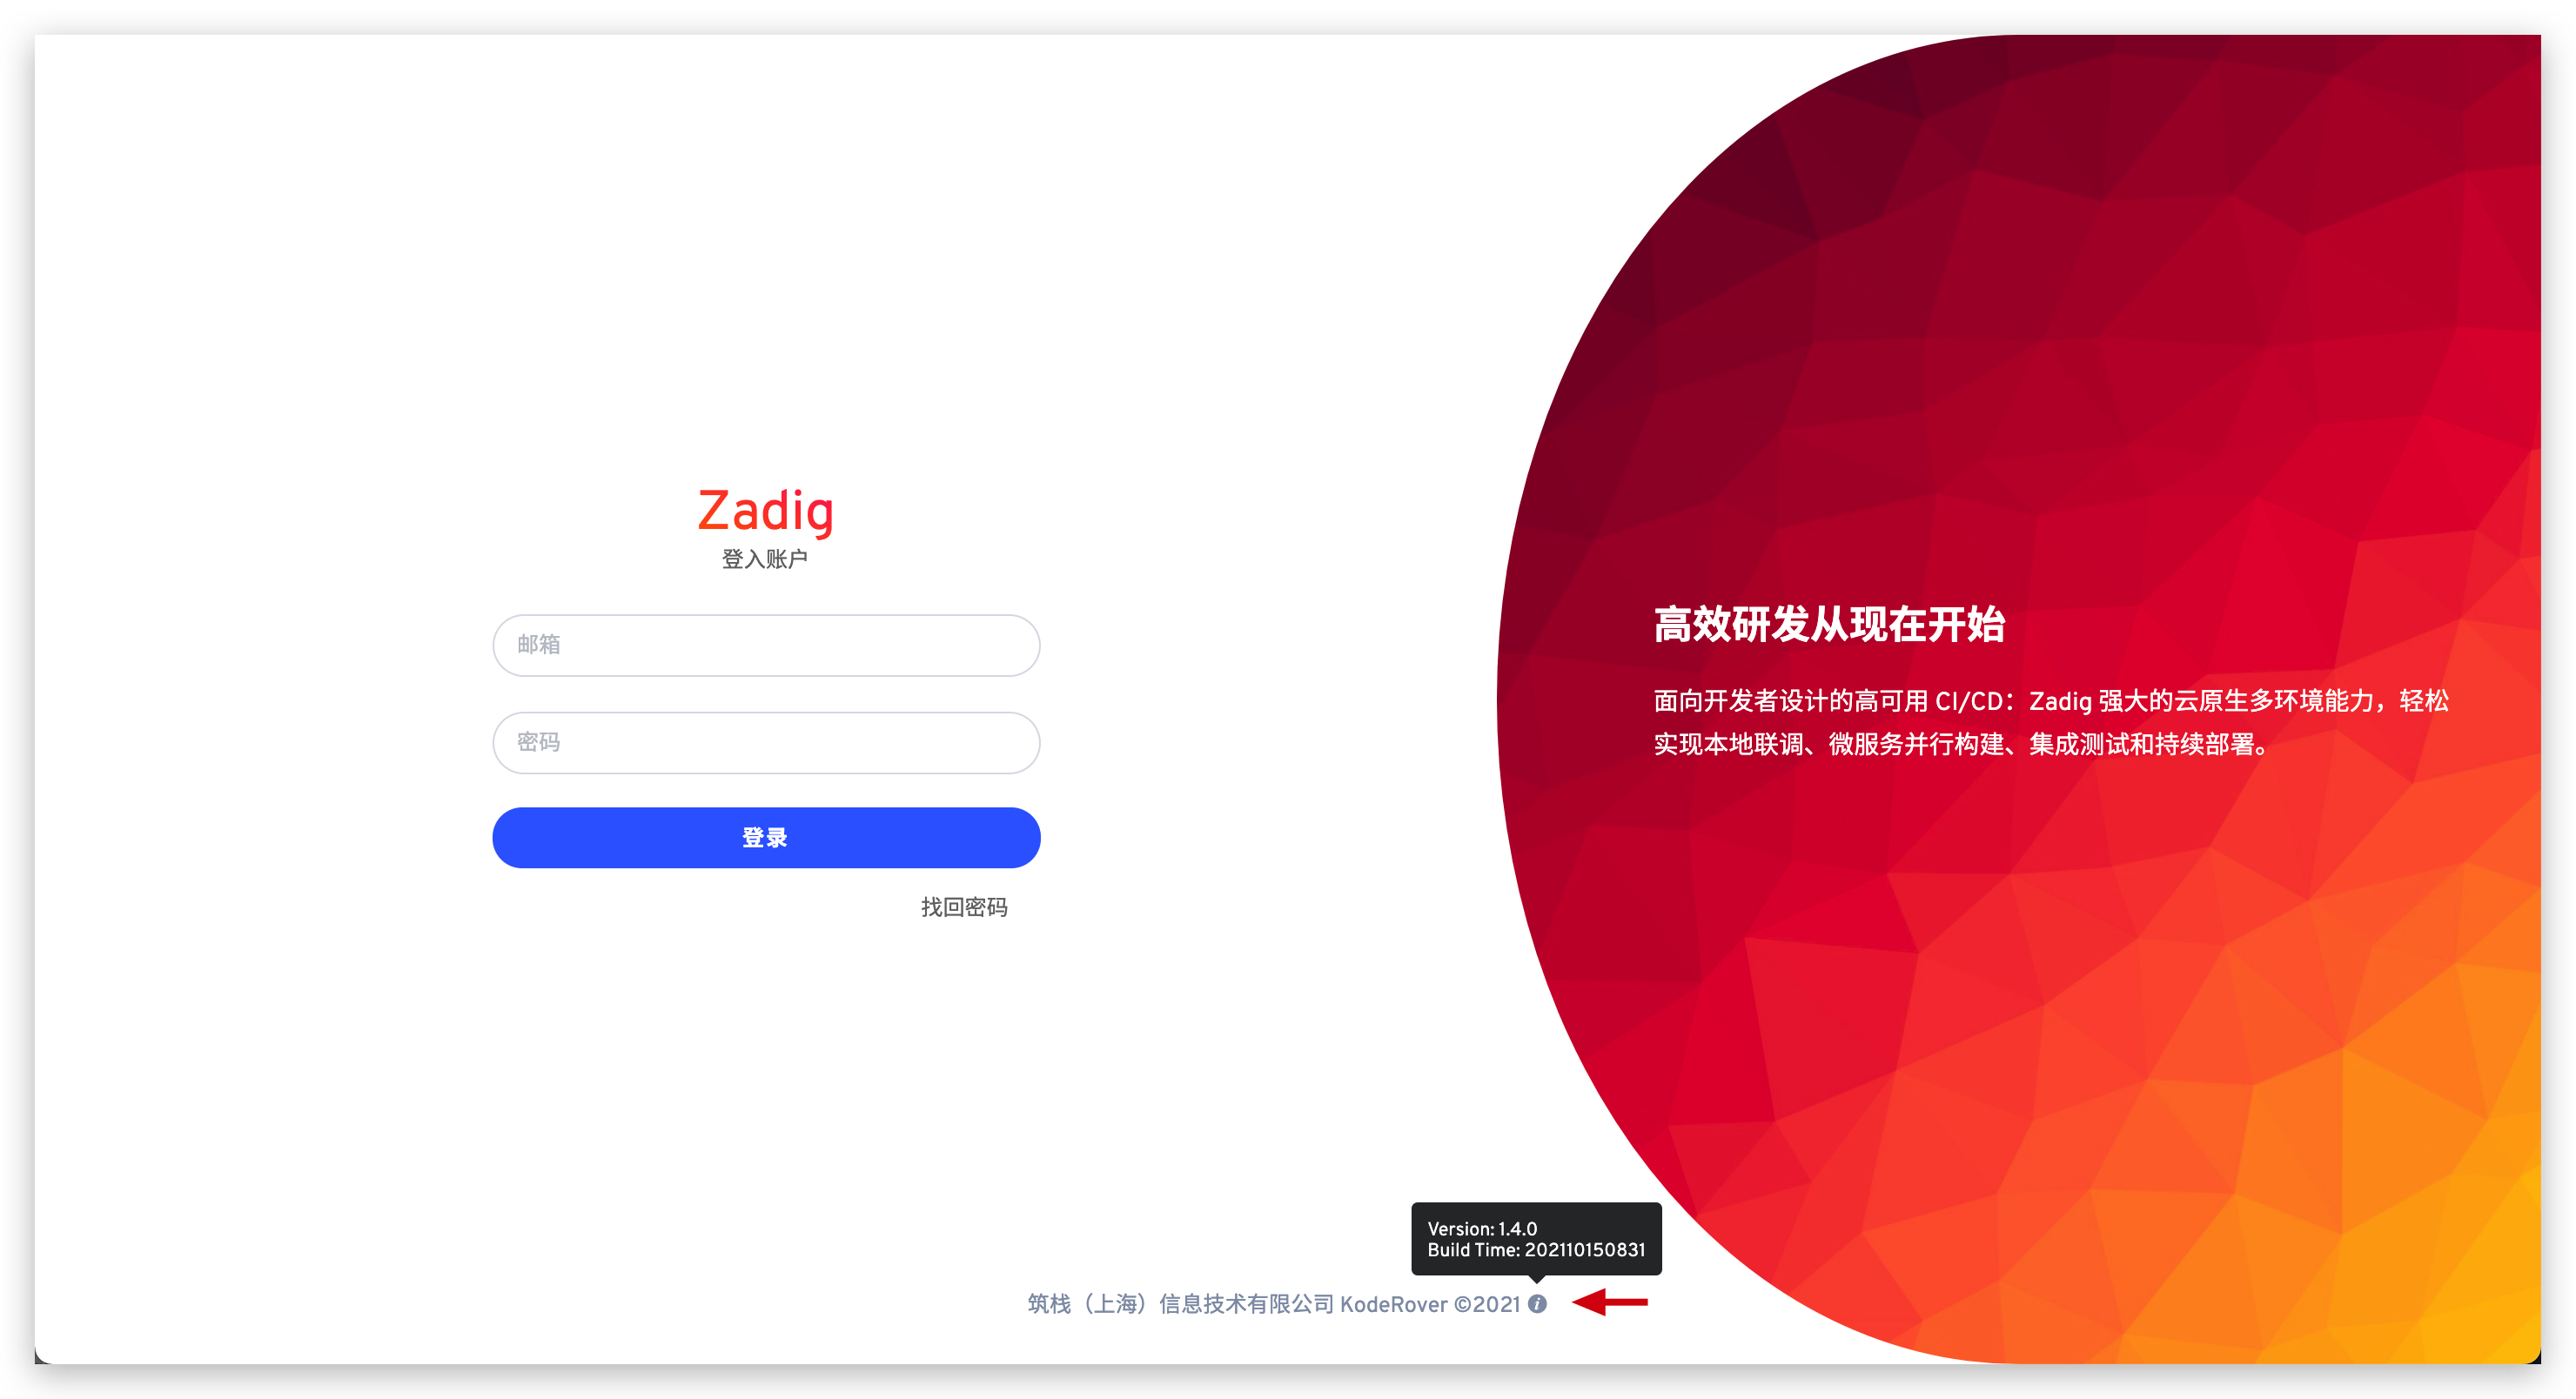 Zadig
登入账户
邮箱
密码
登录
找回密码
高效研发从现在开始
面向开发者设计的高可用 CI/CD：Zadig 强大的云原生多环境能力，轻松
实现本地联调、微服务并行构建、集成测试和持续部署。
Version: 1.4.0
Build Time: 202110150831
筑栈（上海）信息技术有限公司 KodeRover ©2021